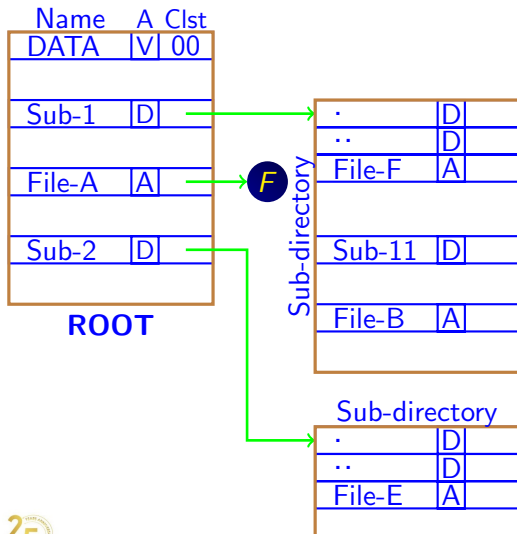 Name A Clst
DATA V 00
Sub-1 D
File-A A
F
Sub-2 D
ROOT
Sub-directory
. D
.. D
File-F A
Sub-11 D
File-B A
Sub-directory
. D
.. D
File-E A